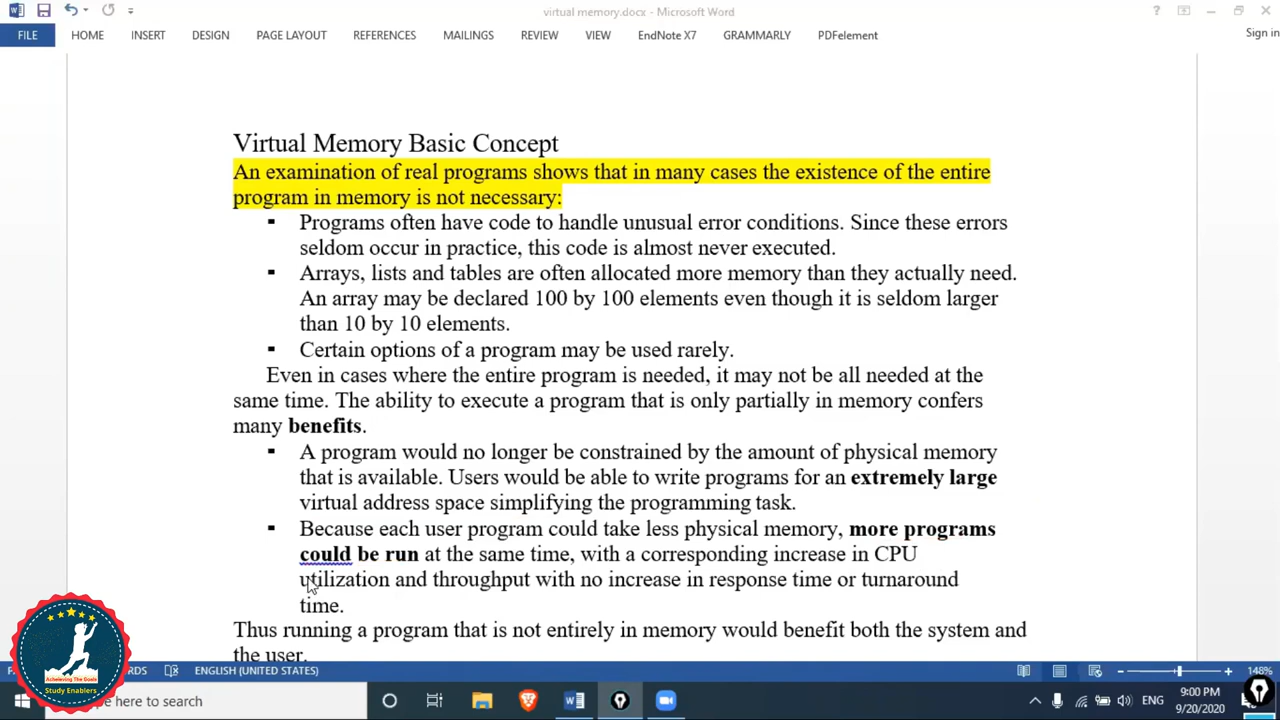 virtual memory.docx - Microsoft Word
FILE HOME INSERT DESIGN PAGE LAYOUT REFERENCES MAILINGS REVIEW VIEW EndNote X7 GRAMMARLY PDFelement Sign in
Virtual Memory Basic Concept
An examination of real programs shows that in many cases the existence of the entire
program in memory is not necessary:
▪ Programs often have code to handle unusual error conditions. Since these errors
seldom occur in practice, this code is almost never executed.
▪ Arrays, lists and tables are often allocated more memory than they actually need.
An array may be declared 100 by 100 elements even though it is seldom larger
than 10 by 10 elements.
▪ Certain options of a program may be used rarely.
Even in cases where the entire program is needed, it may not be all needed at the
same time. The ability to execute a program that is only partially in memory confers
many benefits.
▪ A program would no longer be constrained by the amount of physical memory
that is available. Users would be able to write programs for an extremely large
virtual address space simplifying the programming task.
▪ Because each user program could take less physical memory, more programs
could be run at the same time, with a corresponding increase in CPU
utilization and throughput with no increase in response time or turnaround
time.
Thus running a program that is not entirely in memory would benefit both the system and
the user.
ENGLISH (UNITED STATES) 148%
Acheieving The Goals
Study Enablers
here to search
ENG
9:00 PM
9/20/2020